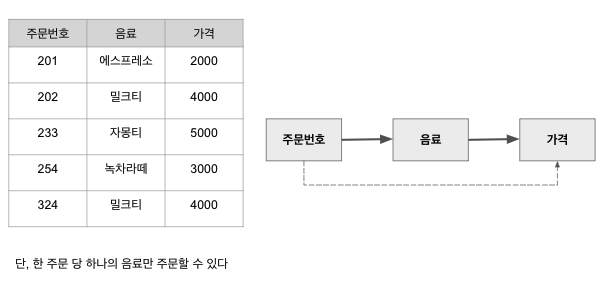 주문번호 음료 가격
201 에스프레소 2000
202 밀크티 4000
233 자몽티 5000
254 녹차라떼 3000
324 밀크티 4000
주문번호 음료 가격
단, 한 주문 당 하나의 음료만 주문할 수 있다